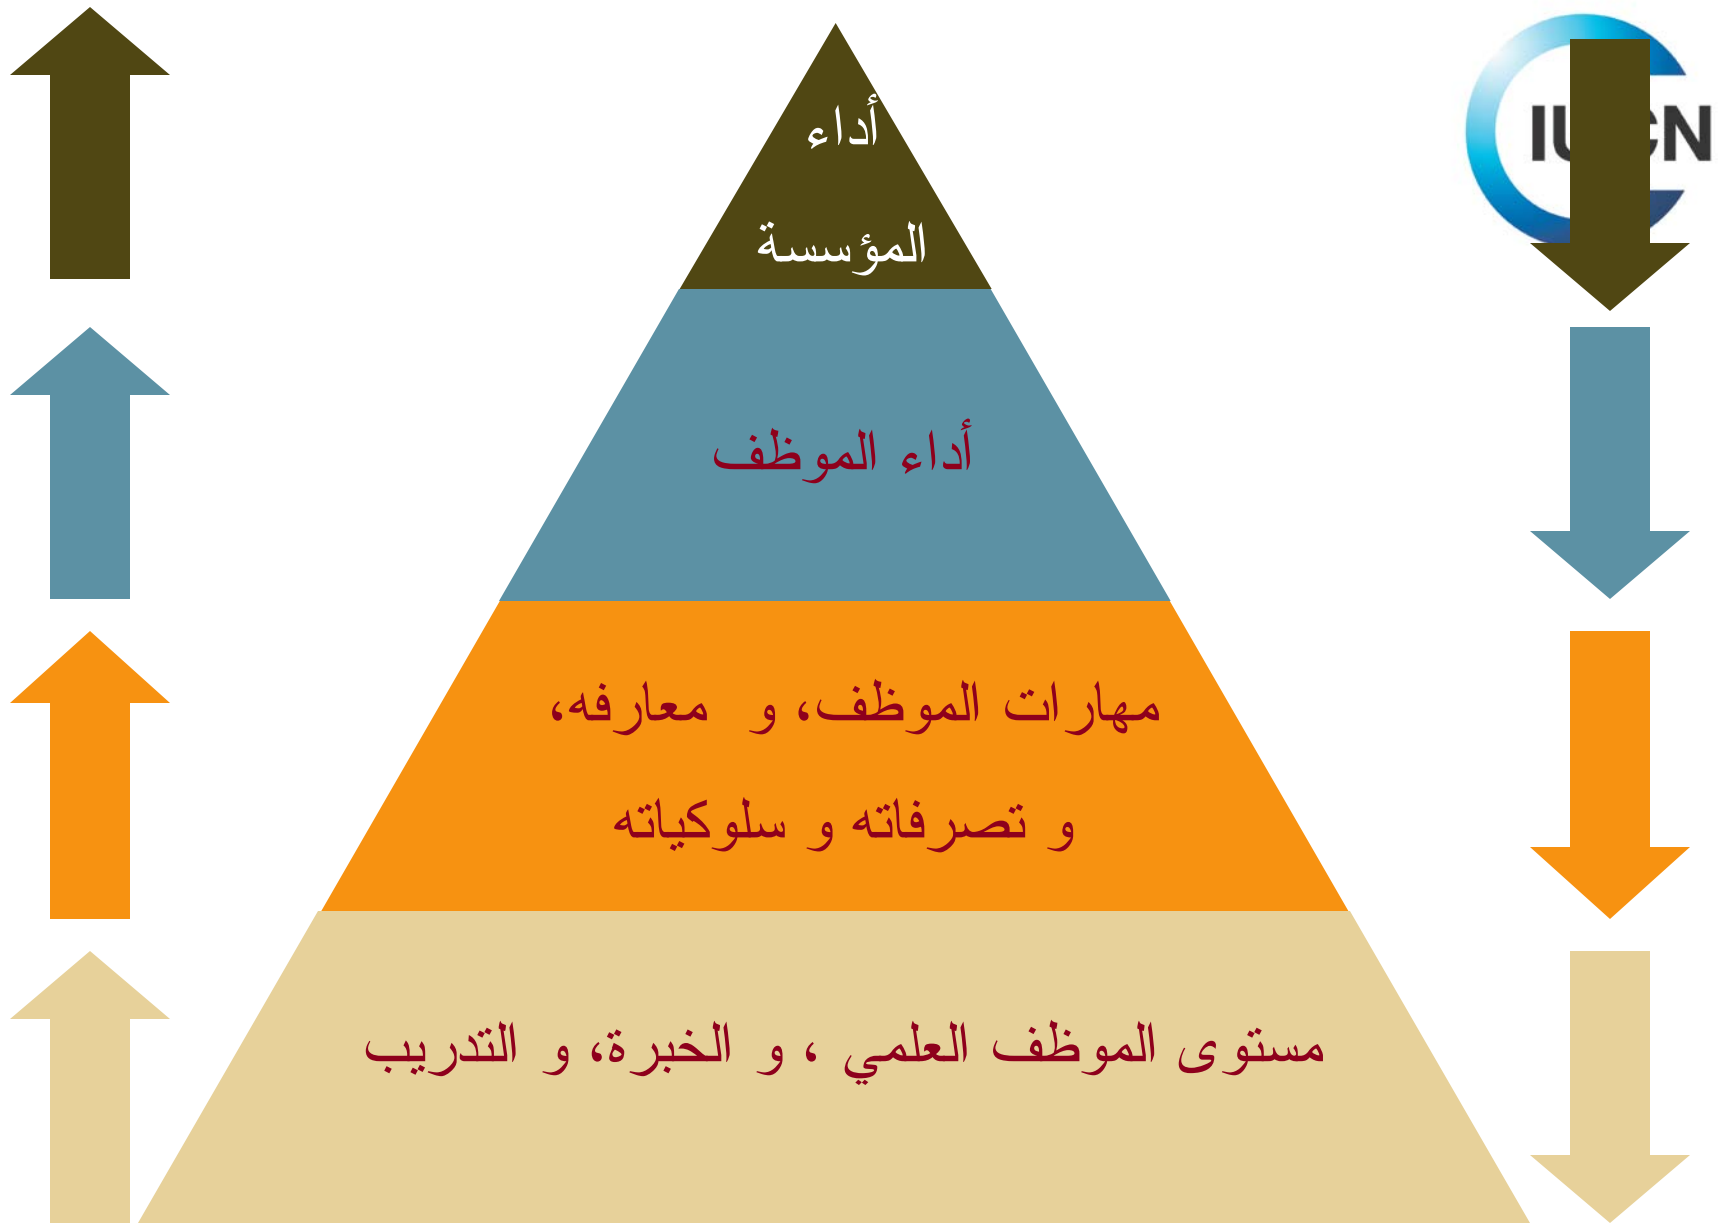 أداء
المؤسسة
أداء الموظف
مهارات الموظف، و معارفه،
و تصرفاته و سلوكياته
مستوى الموظف العلمي ، و الخبرة، و التدريب